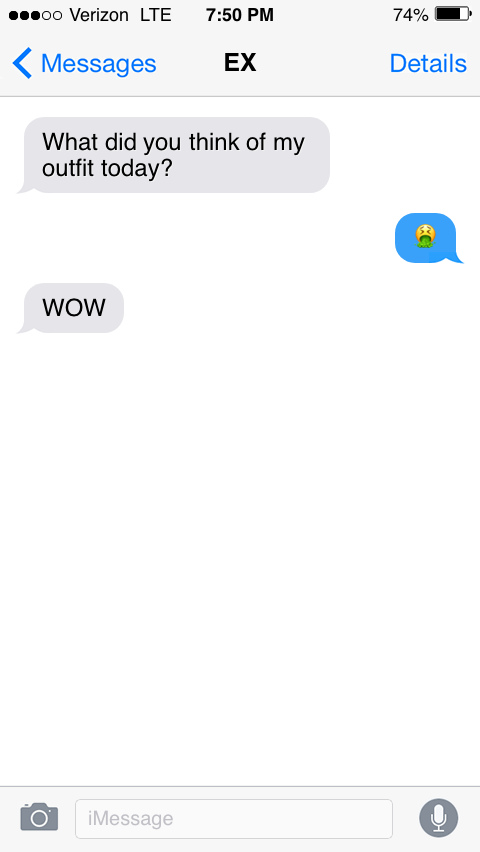 Verizon LTE 7:50 PM 74%
Messages EX Details
What did you think of my
outfit today?
🤮
WOW
iMessage